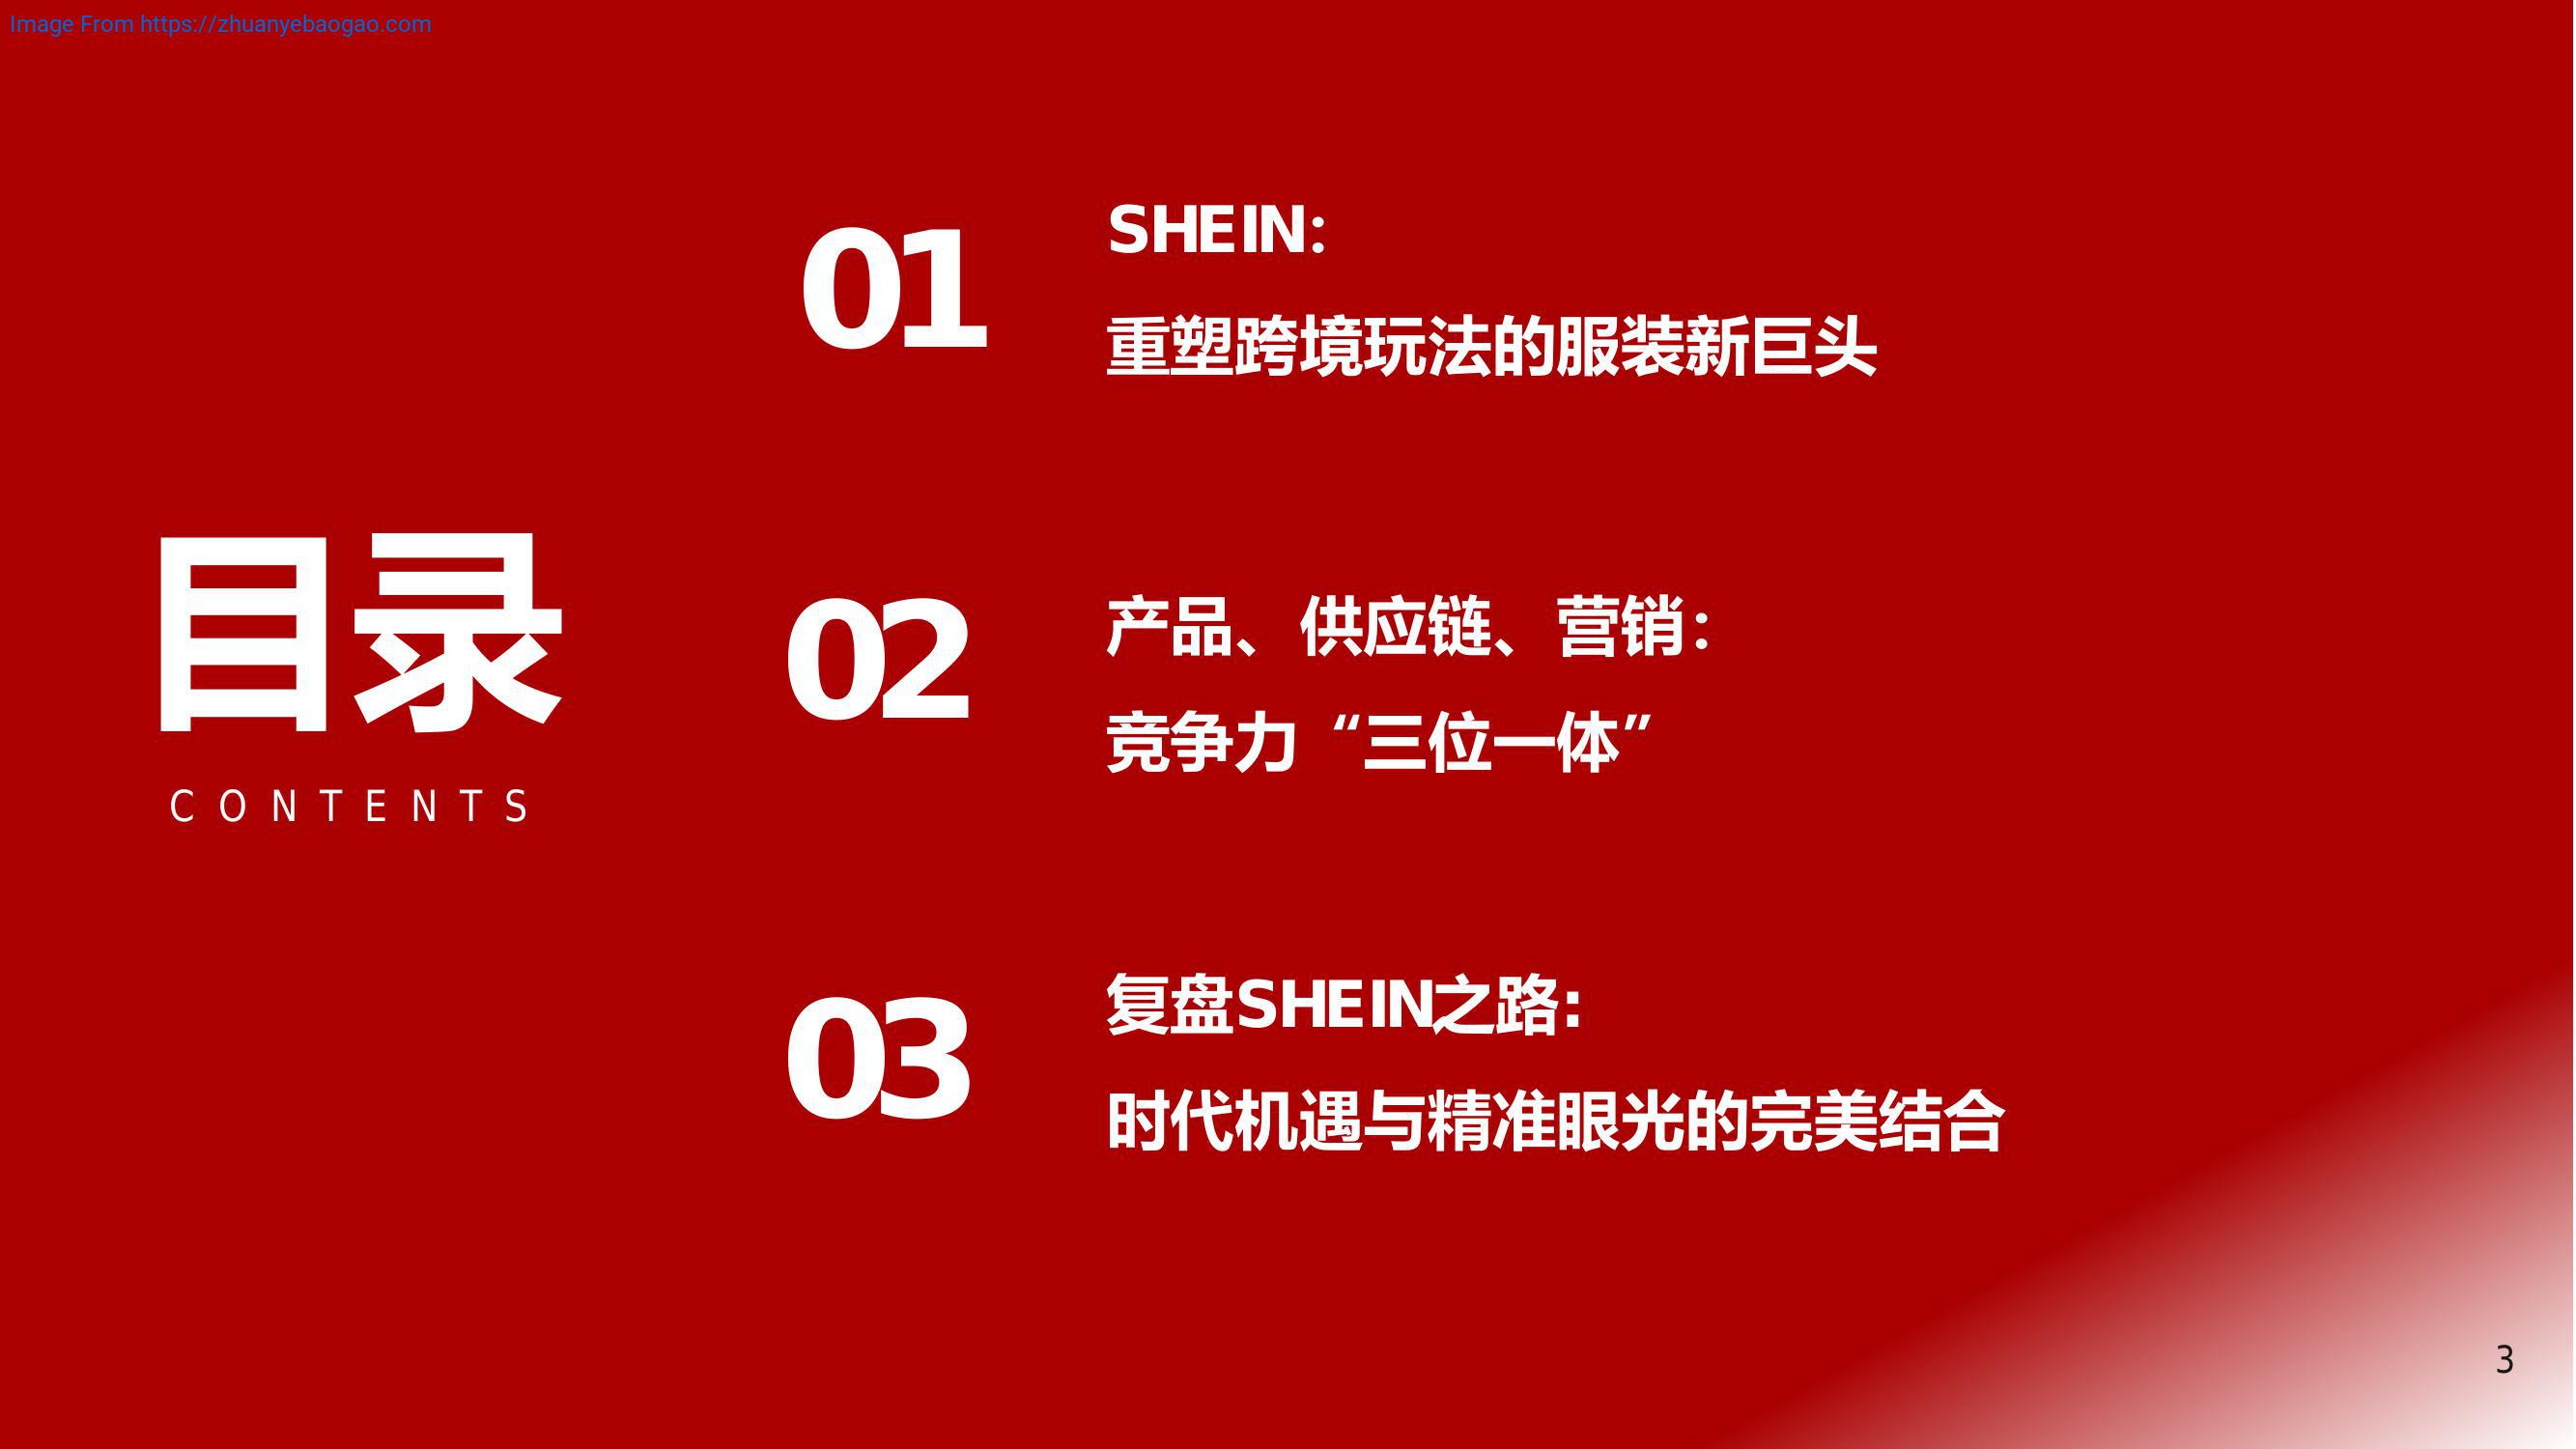 Image From https://zhuanyebaogao.com
目录
CONTENTS
01
SHEIN:
重塑跨境玩法的服装新巨头
02
产品、供应链、营销：
竞争力“三位一体”
03
复盘SHEIN之路:
时代机遇与精准眼光的完美结合
3